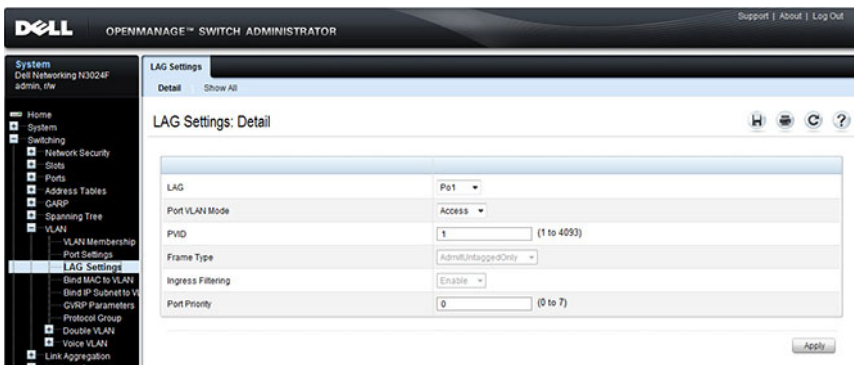 Support | About | Log Out
DELL OPENMANAGE™ SWITCH ADMINISTRATOR
System
Dell Networking N3024F
admin, r/w
Home
System
Switching
Network Security
Slots
Ports
Address Tables
GARP
Spanning Tree
VLAN
VLAN Membership
Port Settings
LAG Settings
Bind MAC to VLAN
Bind IP Subnet to VL
GVRP Parameters
Protocol Group
Double VLAN
Voice VLAN
Link Aggregation
LAG Settings
Detail Show All
LAG Settings: Detail
LAG Po1
Port VLAN Mode Access
PVID 1 (1 to 4093)
Frame Type AdmitUntaggedOnly
Ingress Filtering Enable
Port Priority 0 (0 to 7)
Apply